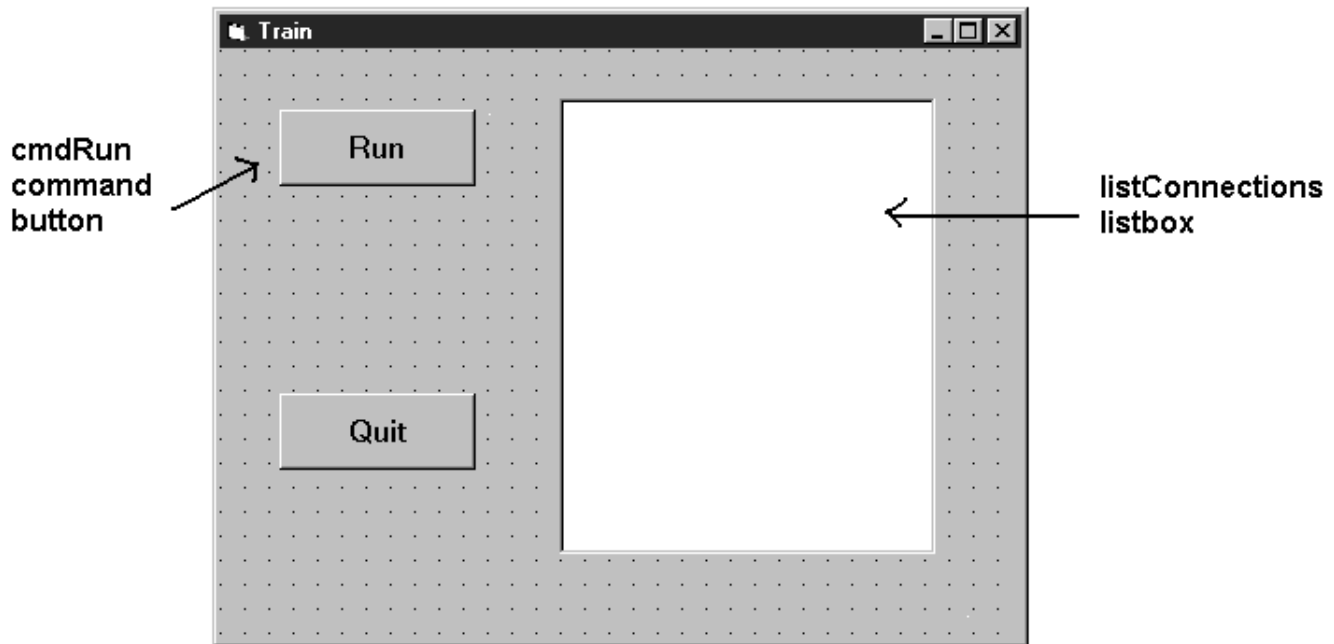 Train
cmdRun
command
button
Run
Quit
listConnections
listbox